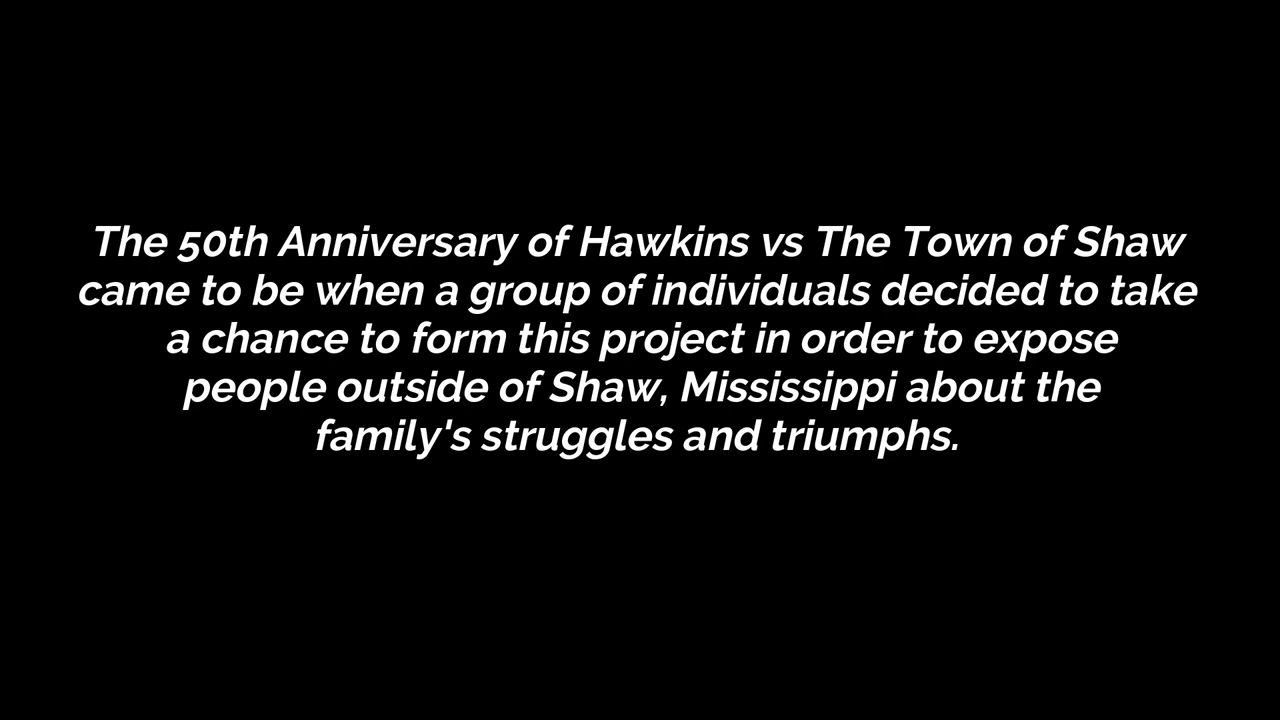 The 50th Anniversary of Hawkins vs The Town of Shaw
came to be when a group of individuals decided to take
a chance to form this project in order to expose
people outside of Shaw, Mississippi about the
family's struggles and triumphs.